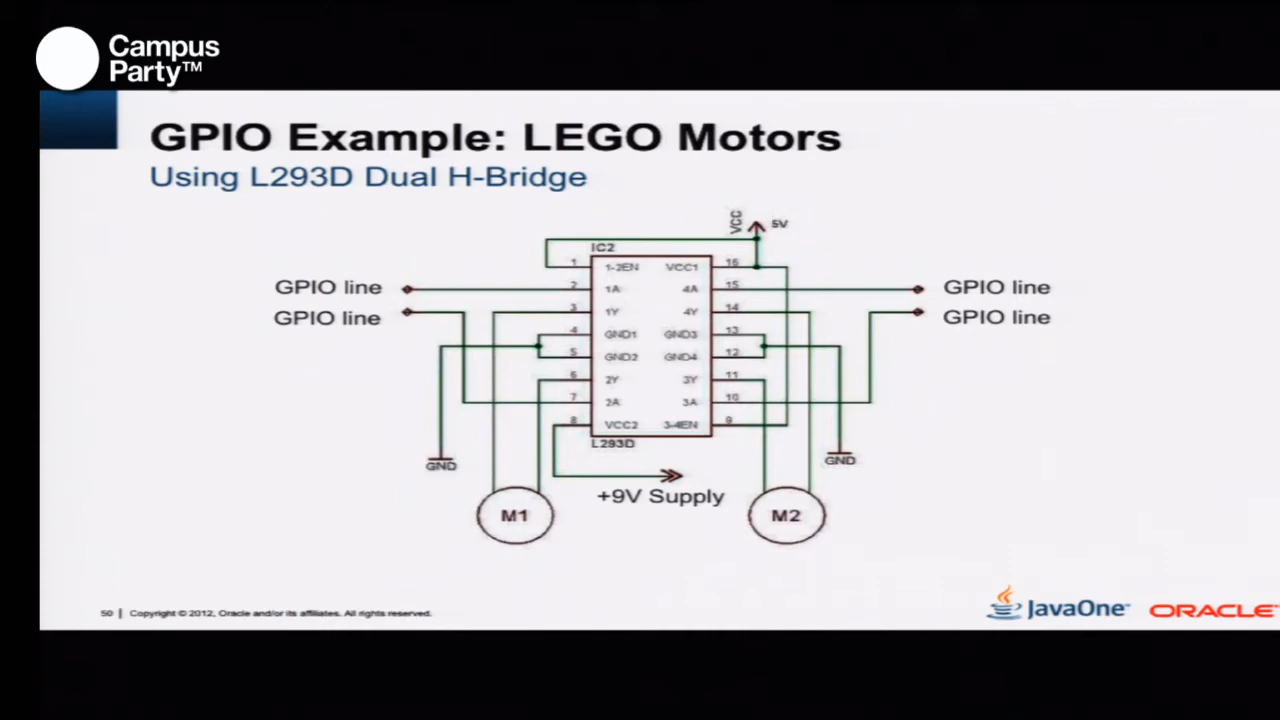 Campus
Party™
GPIO Example: LEGO Motors
Using L293D Dual H-Bridge
VCC
5V
IC2
GPIO line
GPIO line
GPIO line
GPIO line
1 1-2EN VCC1 16
2 1A 4A 15
3 1Y 4Y 14
4 GND1 GND3 13
5 GND2 GND4 12
6 2Y 3Y 11
7 2A 3A 10
8 VCC2 3-4EN 9
L293D
GND
GND
+9V Supply
M1
M2
50 | Copyright © 2012, Oracle and/or its affiliates. All rights reserved.
JavaOne™
ORACLE